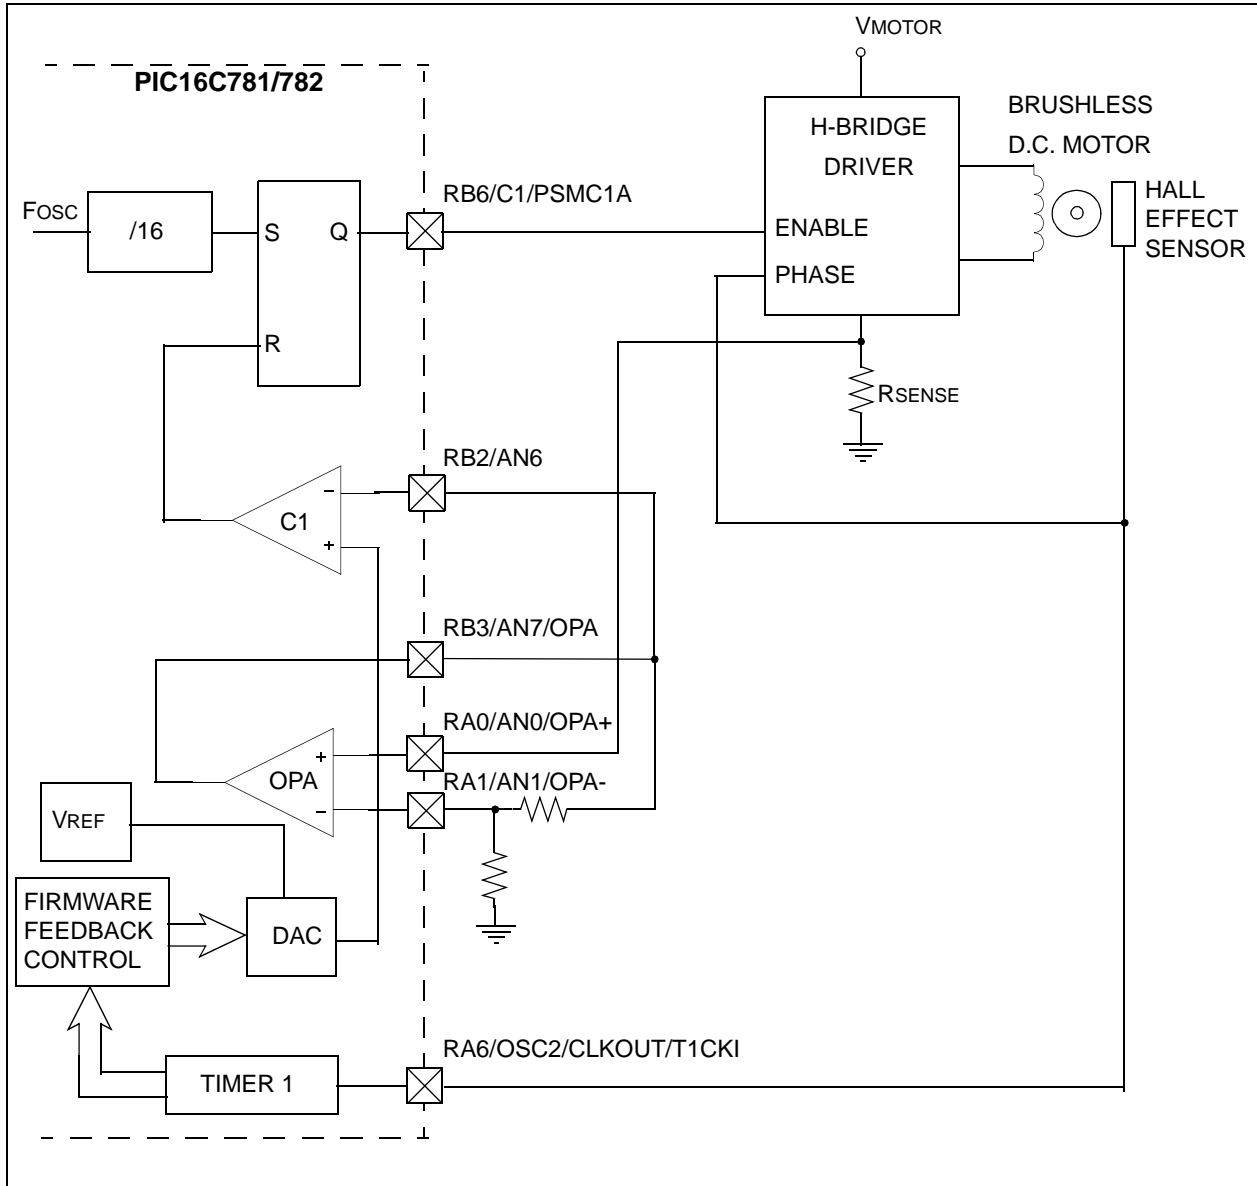 VMOTOR
PIC16C781/782
H-BRIDGE
DRIVER
BRUSHLESS
D.C. MOTOR
RB6/C1/PSMC1A
HALL
EFFECT
SENSOR
FOSC
/16
S
Q
ENABLE
PHASE
R
RSENSE
RB2/AN6
−
C1
+
RB3/AN7/OPA
RA0/AN0/OPA+
+
OPA
−
RA1/AN1/OPA-
VREF
FIRMWARE
FEEDBACK
CONTROL
DAC
RA6/OSC2/CLKOUT/T1CKI
TIMER 1